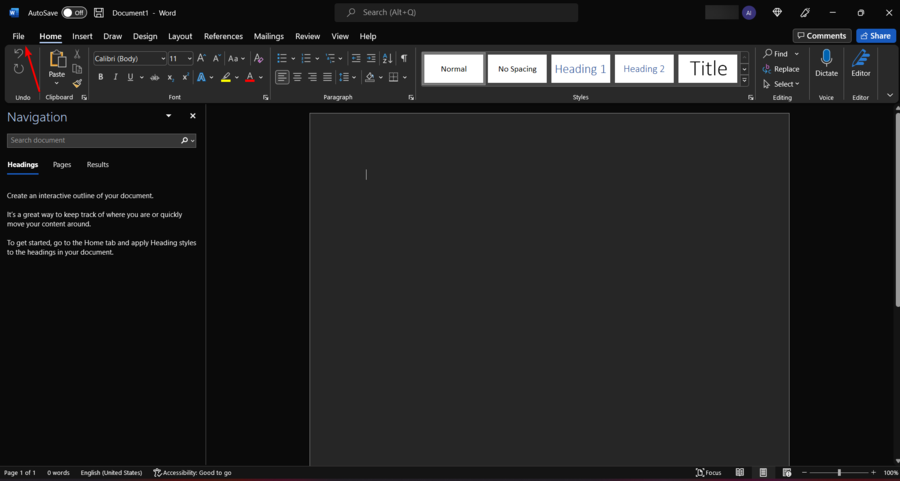 AutoSave Off Document1 - Word Search (Alt+Q) AI
File Home Insert Draw Design Layout References Mailings Review View Help Comments Share
Calibri (Body) 11 A A Aa A
Paste B I U ab x₂ x² A A
Normal No Spacing Heading 1 Heading 2 Title
Find
Replace
Select
Dictate Editor
Undo Clipboard Font Paragraph Styles Editing Voice Editor
Navigation
Search document
Headings Pages Results
Create an interactive outline of your document.
It's a great way to keep track of where you are or quickly
move your content around.
To get started, go to the Home tab and apply Heading styles
to the headings in your document.
Page 1 of 1 0 words English (United States) Accessibility: Good to go Focus 100%